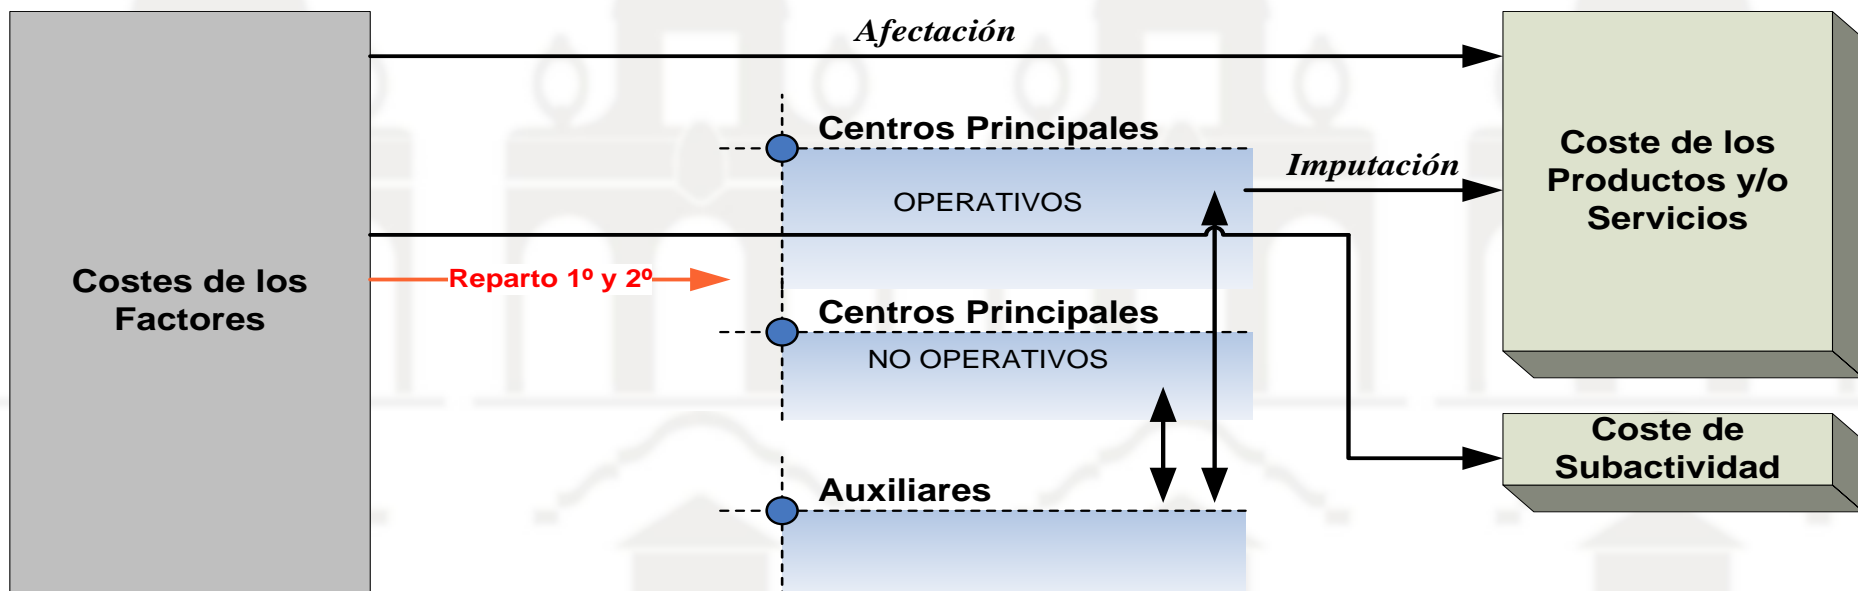 Afectación
Centros Principales
OPERATIVOS
Imputación
Coste de los
Productos y/o
Servicios
Costes de los
Factores
Reparto 1º y 2º
Centros Principales
NO OPERATIVOS
Coste de
Subactividad
Auxiliares